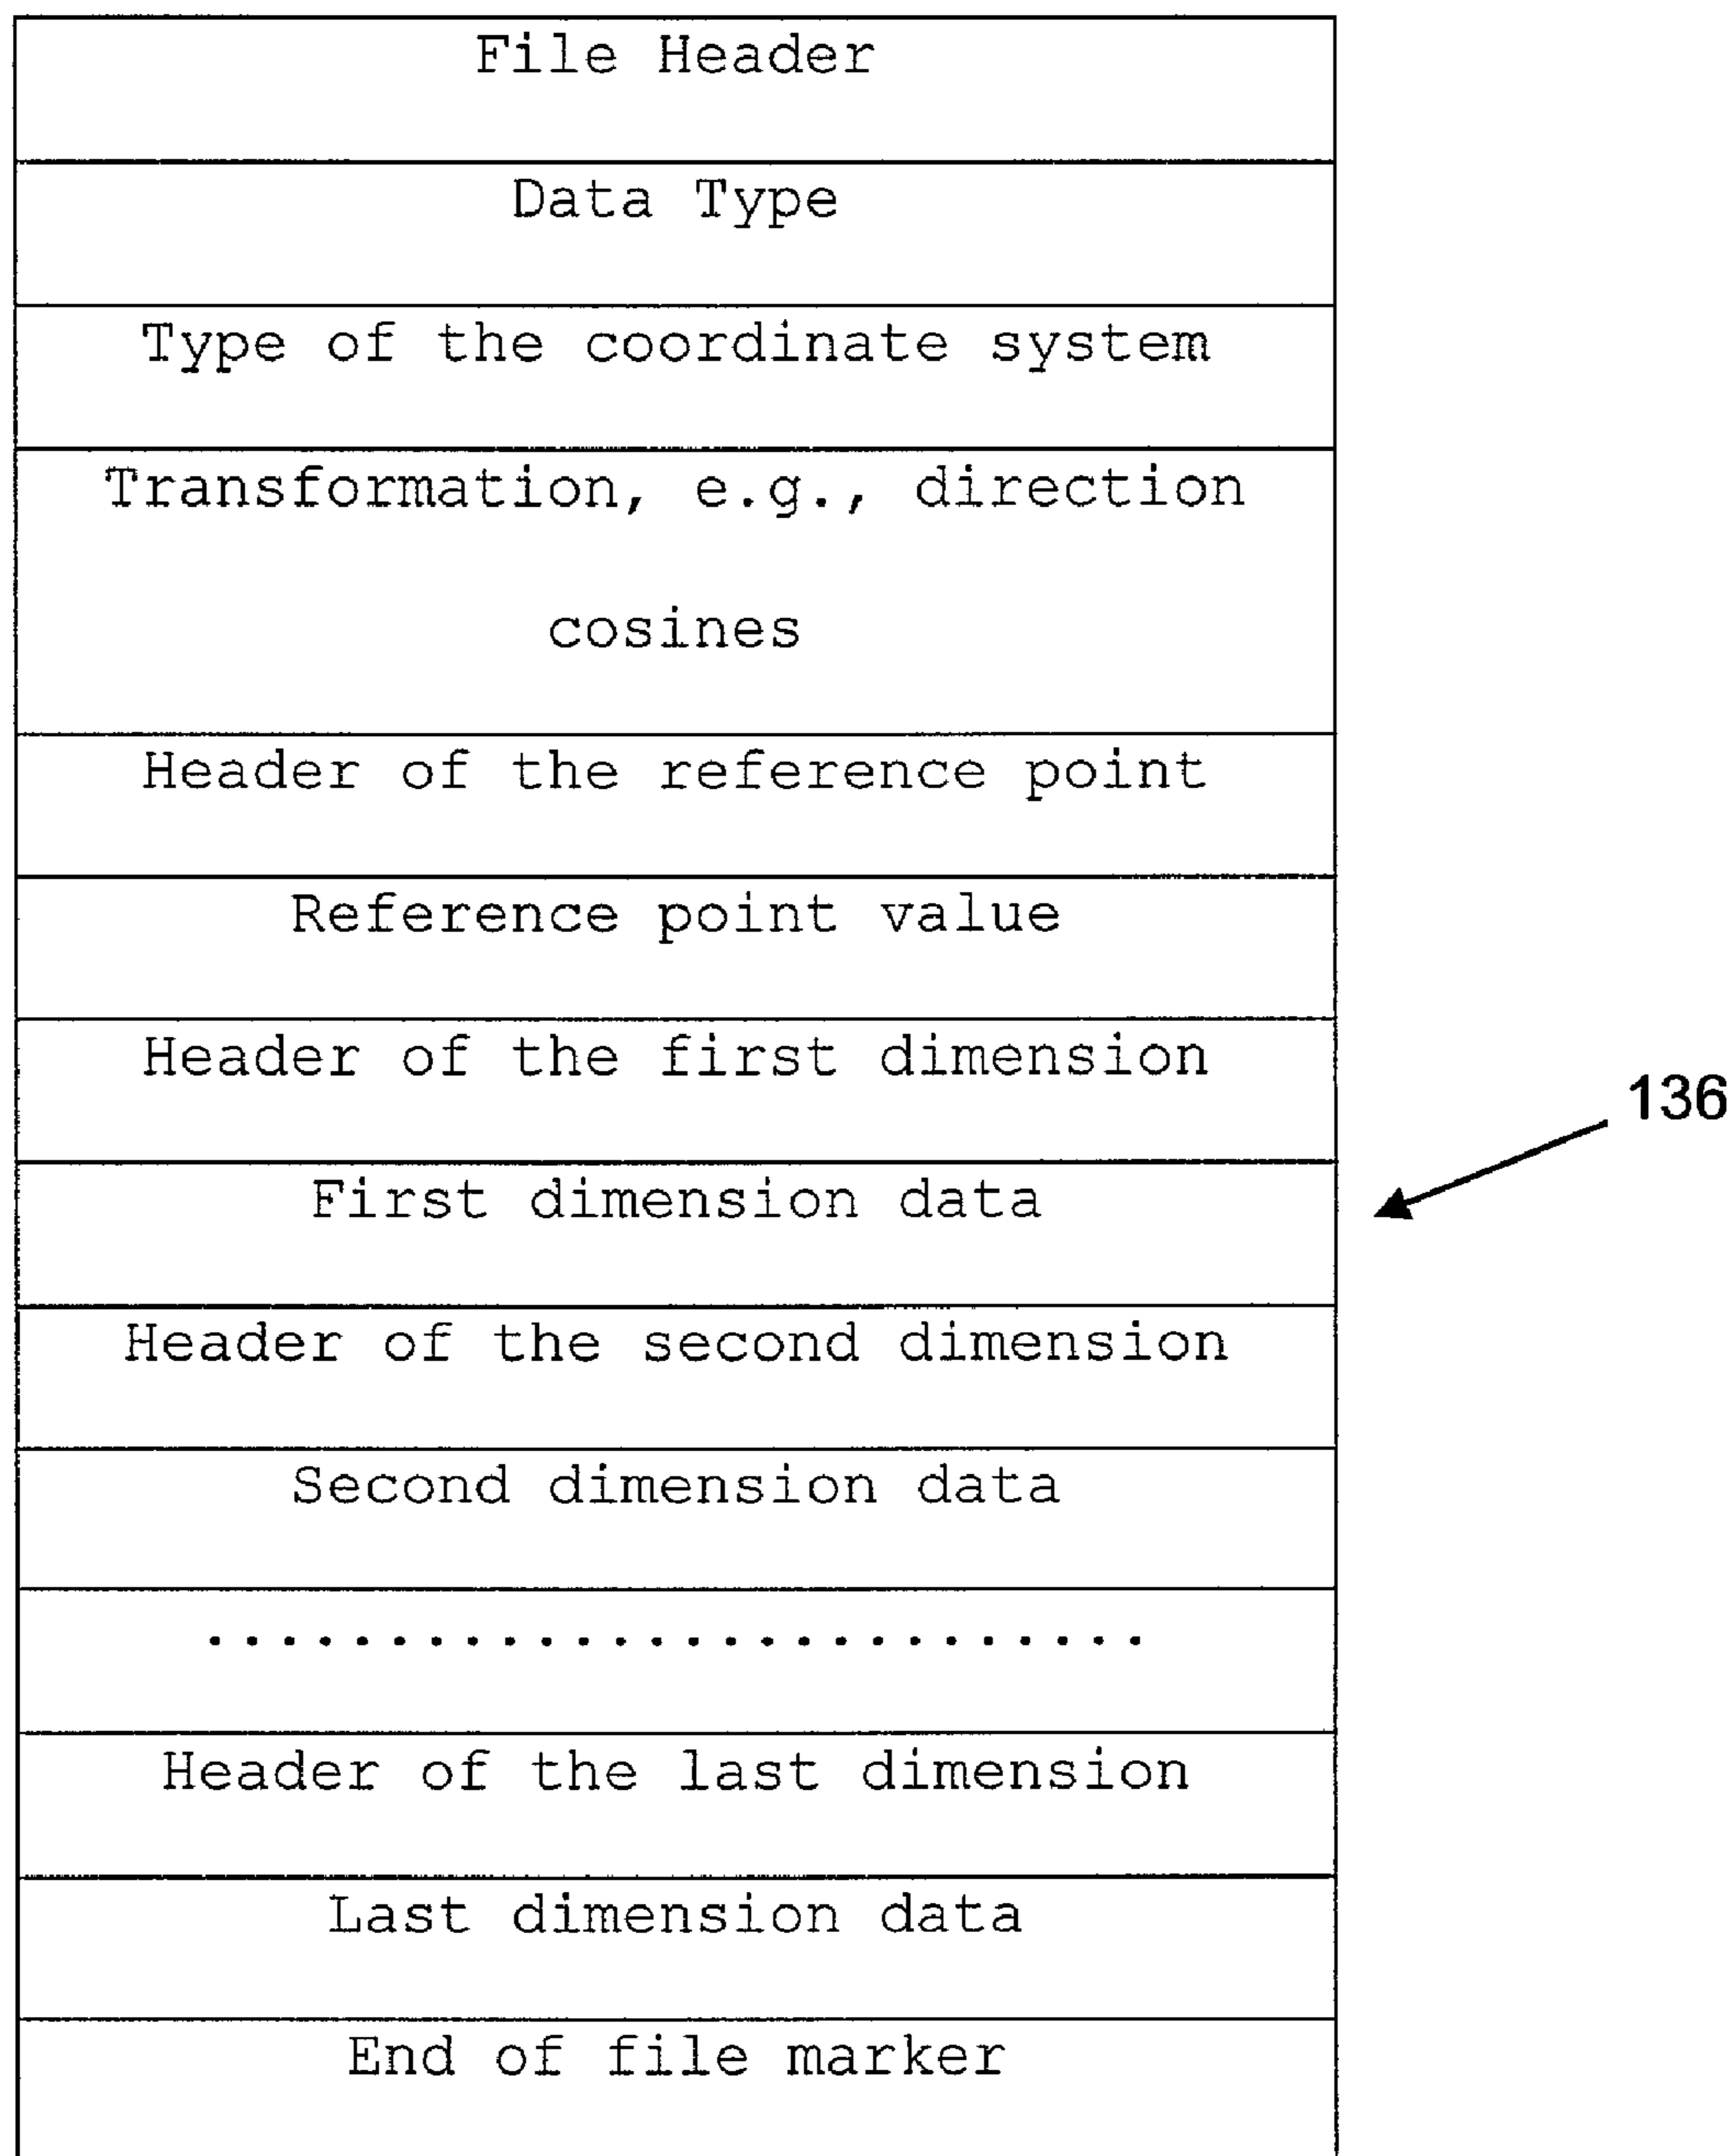 File Header
Data Type
Type of the coordinate system
Transformation, e.g., direction
cosines
Header of the reference point
Reference point value
Header of the first dimension
136
First dimension data
Header of the second dimension
Second dimension data
..........................
Header of the last dimension
Last dimension data
End of file marker